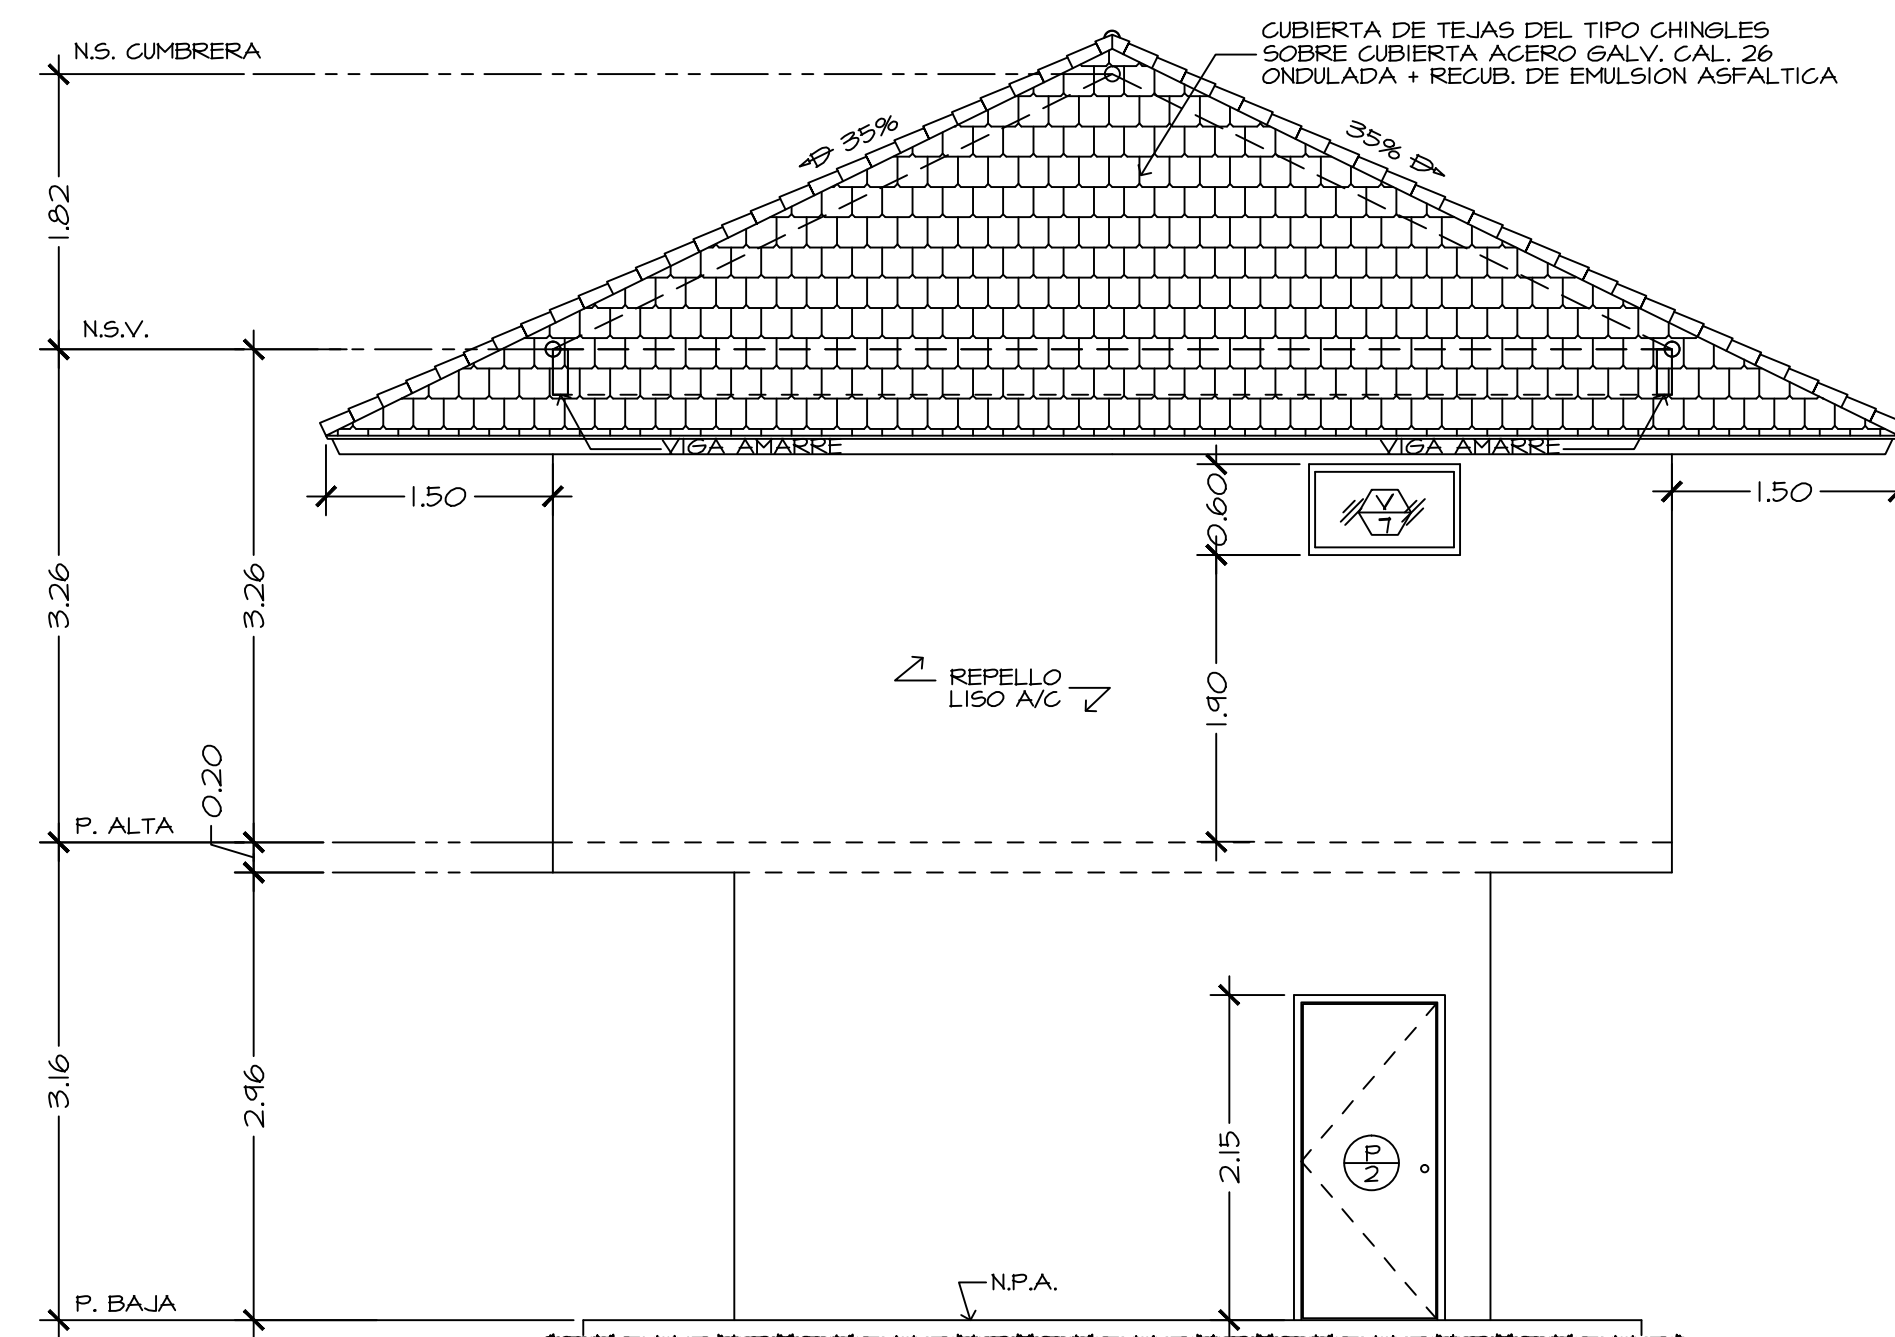 N.S. CUMBRERA
CUBIERTA DE TEJAS DEL TIPO CHINGLES
SOBRE CUBIERTA ACERO GALV. CAL. 26
ONDULADA + RECUB. DE EMULSION ASFALTICA
D 35%
35% D
1.82
N.S.V.
VIGA AMARRE
VIGA AMARRE
1.50
1.50
0.60
V
7
3.26
3.26
REPELLO
LISO A/C
1.90
0.20
P. ALTA
3.16
2.96
2.15
P
2
N.P.A.
P. BAJA